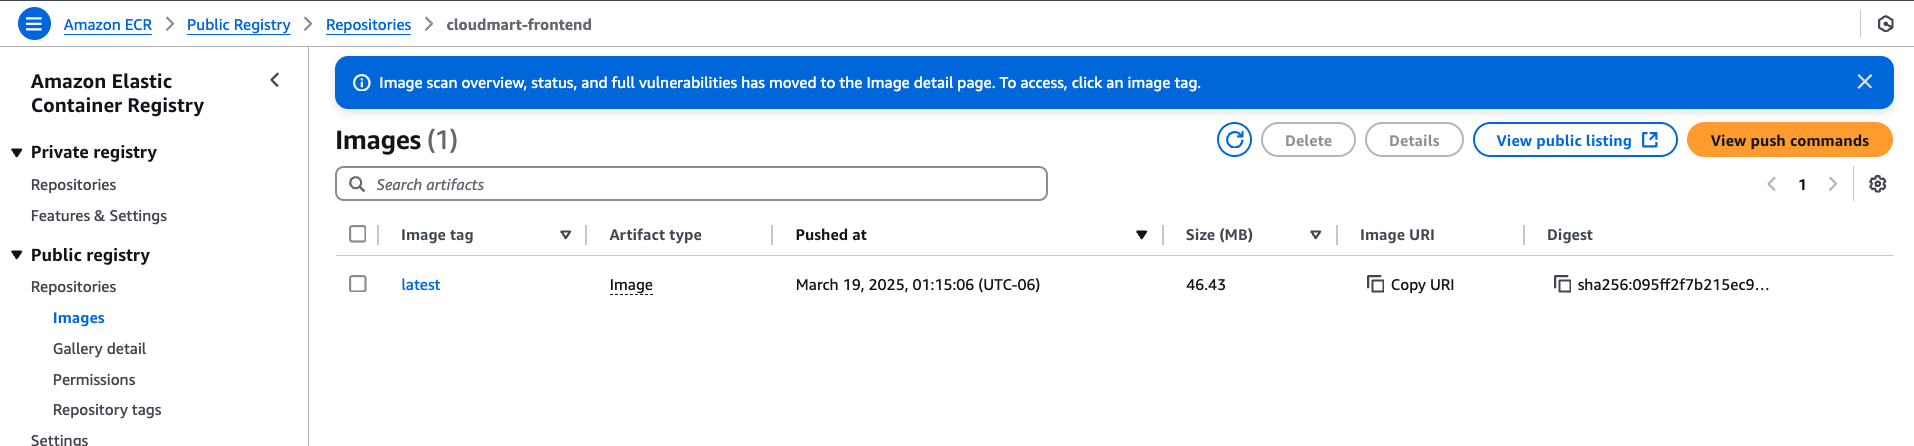 Amazon ECR > Public Registry > Repositories > cloudmart-frontend
Amazon Elastic
Container Registry
Private registry
Repositories
Features & Settings
Public registry
Repositories
Images
Gallery detail
Permissions
Repository tags
Settings
Image scan overview, status, and full vulnerabilities has moved to the Image detail page. To access, click an image tag.
Images (1)
Delete
Details
View public listing
View push commands
Search artifacts
1
Image tag Artifact type Pushed at Size (MB) Image URI Digest
latest Image March 19, 2025, 01:15:06 (UTC-06) 46.43 Copy URI sha256:095ff2f7b215ec9...